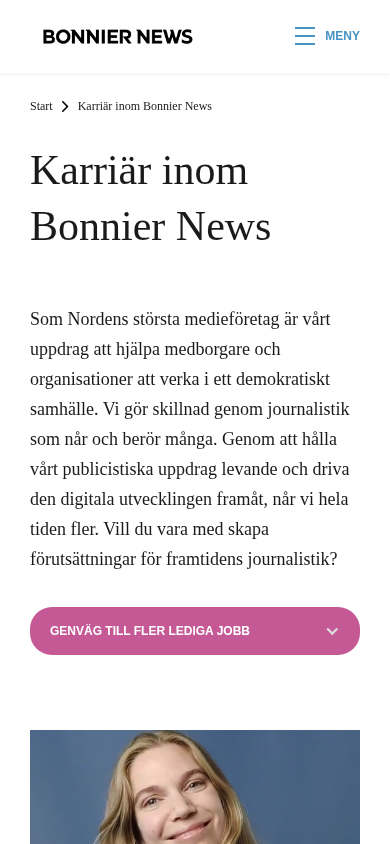 BONNIER NEWS
MENY
Start
Karriär inom Bonnier News
Karriär inom
Bonnier News
Som Nordens största medieföretag är vårt
uppdrag att hjälpa medborgare och
organisationer att verka i ett demokratiskt
samhälle. Vi gör skillnad genom journalistik
som når och berör många. Genom att hålla
vårt publicistiska uppdrag levande och driva
den digitala utvecklingen framåt, når vi hela
tiden fler. Vill du vara med skapa
förutsättningar för framtidens journalistik?
GENVÄG TILL FLER LEDIGA JOBB